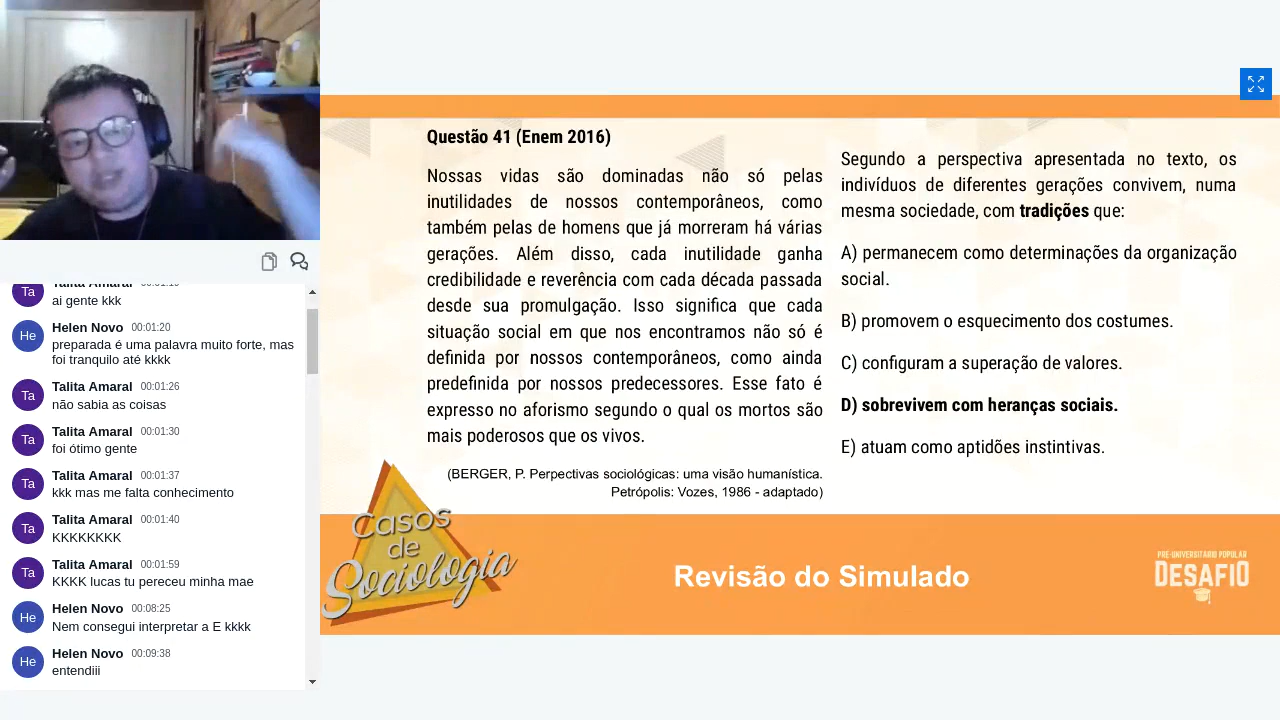 Talita Amaral
Ta
ai gente kkk
He
Helen Novo 00:01:20
preparada é uma palavra muito forte, mas
foi tranquilo até kkkk
Ta
Talita Amaral 00:01:26
não sabia as coisas
Ta
Talita Amaral 00:01:30
foi ótimo gente
Ta
Talita Amaral 00:01:37
kkk mas me falta conhecimento
Ta
Talita Amaral 00:01:40
KKKKKKKK
Ta
Talita Amaral 00:01:59
KKKK lucas tu pereceu minha mae
He
Helen Novo 00:08:25
Nem consegui interpretar a E kkkk
He
Helen Novo 00:09:38
entendiii
Questão 41 (Enem 2016)
Nossas vidas são dominadas não só pelas
inutilidades de nossos contemporâneos, como
também pelas de homens que já morreram há várias
gerações. Além disso, cada inutilidade ganha
credibilidade e reverência com cada década passada
desde sua promulgação. Isso significa que cada
situação social em que nos encontramos não só é
definida por nossos contemporâneos, como ainda
predefinida por nossos predecessores. Esse fato é
expresso no aforismo segundo o qual os mortos são
mais poderosos que os vivos.
(BERGER, P. Perpectivas sociológicas: uma visão humanística.
Petrópolis: Vozes, 1986 - adaptado)
Segundo a perspectiva apresentada no texto, os
indivíduos de diferentes gerações convivem, numa
mesma sociedade, com tradições que:
A) permanecem como determinações da organização
social.
B) promovem o esquecimento dos costumes.
C) configuram a superação de valores.
D) sobrevivem com heranças sociais.
E) atuam como aptidões instintivas.
Casos
de
Sociologia
Revisão do Simulado
PRÉ-UNIVERSITÁRIO POPULAR
DESAFIO